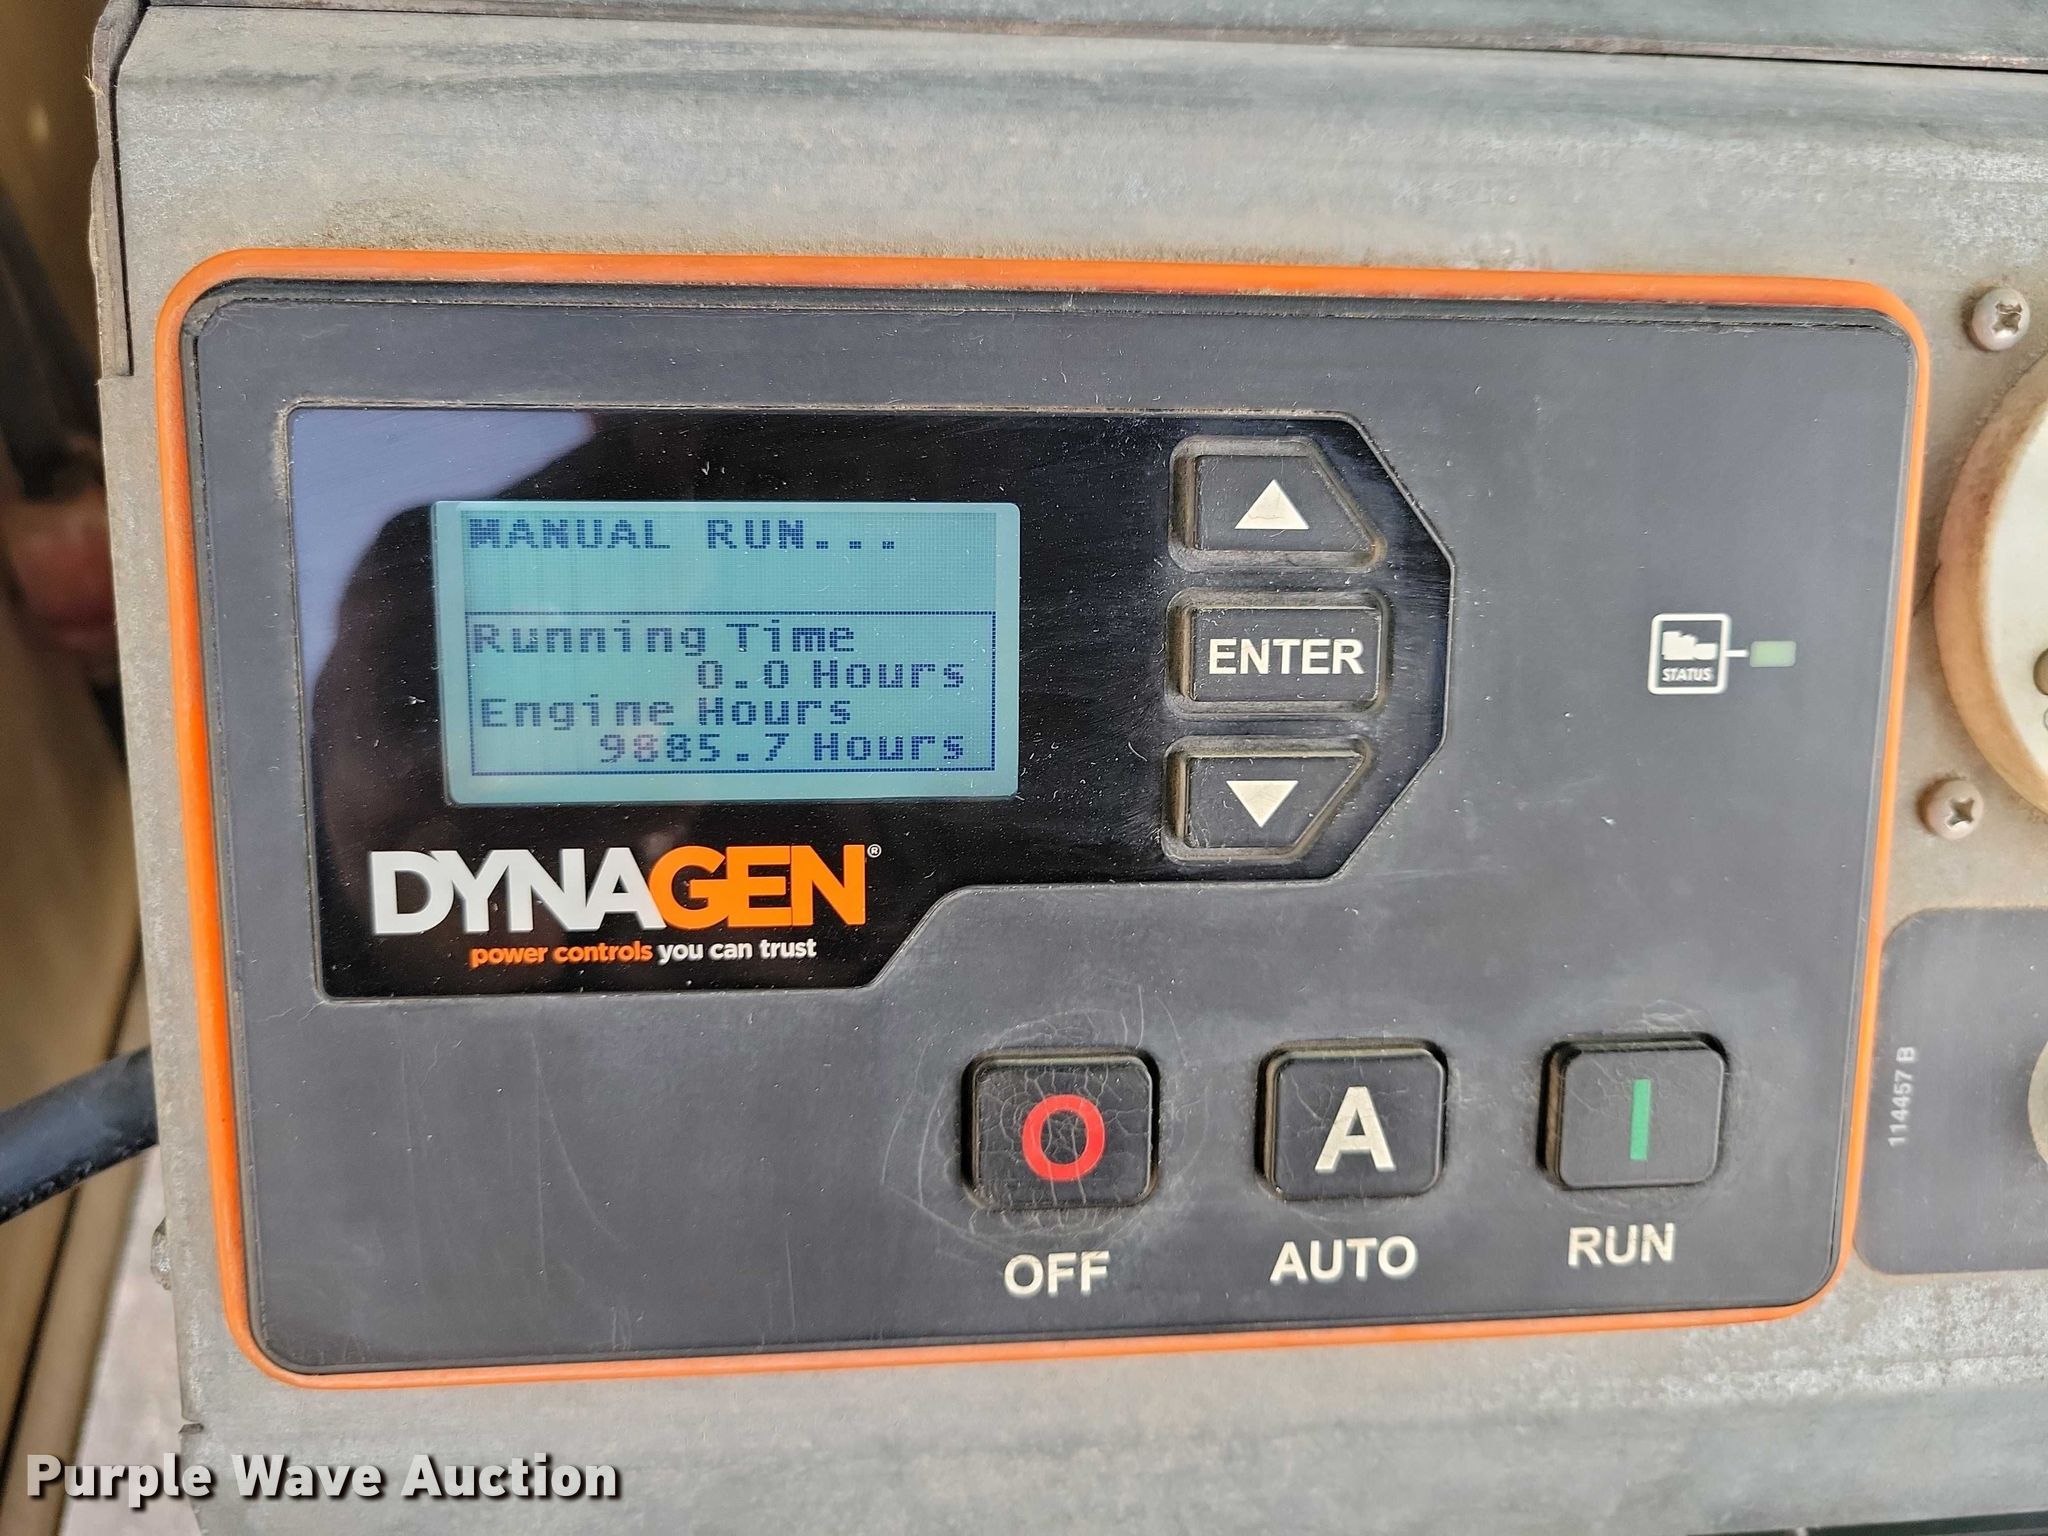 MANUAL RUN...
Running Time
0.0 Hours
Engine Hours
9885.7 Hours
ENTER
STATUS
DYNAGEN®
power controls you can trust
OFF
A
AUTO
RUN
114457 B
Purple Wave Auction